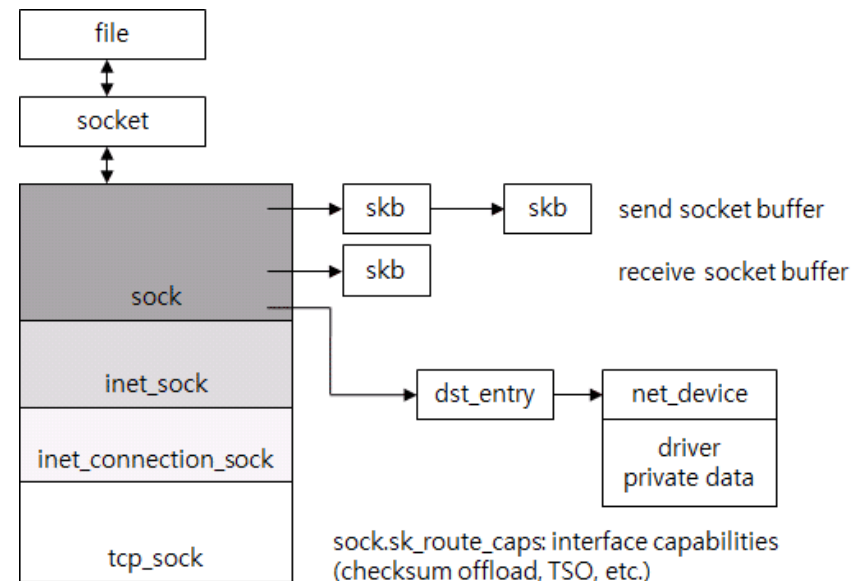 file
socket
skb
skb
send socket buffer
skb
receive socket buffer
sock
inet_sock
dst_entry
net_device
driver
private data
inet_connection_sock
tcp_sock
sock.sk_route_caps: interface capabilities
(checksum offload, TSO, etc.)